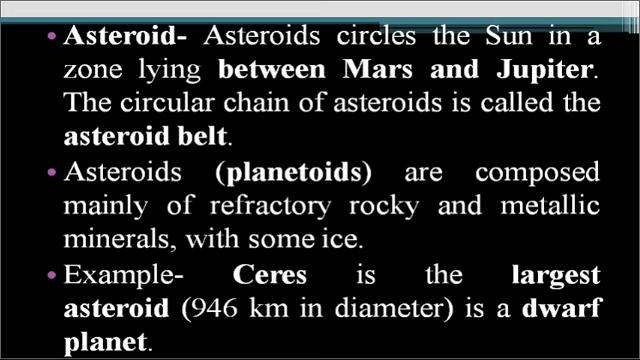 • Asteroid- Asteroids circles the Sun in a
zone lying between Mars and Jupiter.
The circular chain of asteroids is called the
asteroid belt.
• Asteroids (planetoids) are composed
mainly of refractory rocky and metallic
minerals, with some ice.
• Example- Ceres is the largest
asteroid (946 km in diameter) is a dwarf
planet.